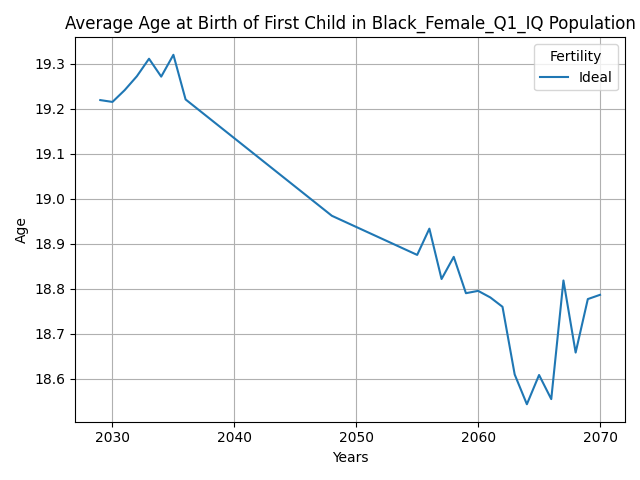 Average Age at Birth of First Child in Black_Female_Q1_IQ Population
Fertility
Ideal
19.3
19.2
19.1
19.0
18.9
18.8
18.7
18.6
Age
2030 2040 2050 2060 2070
Years